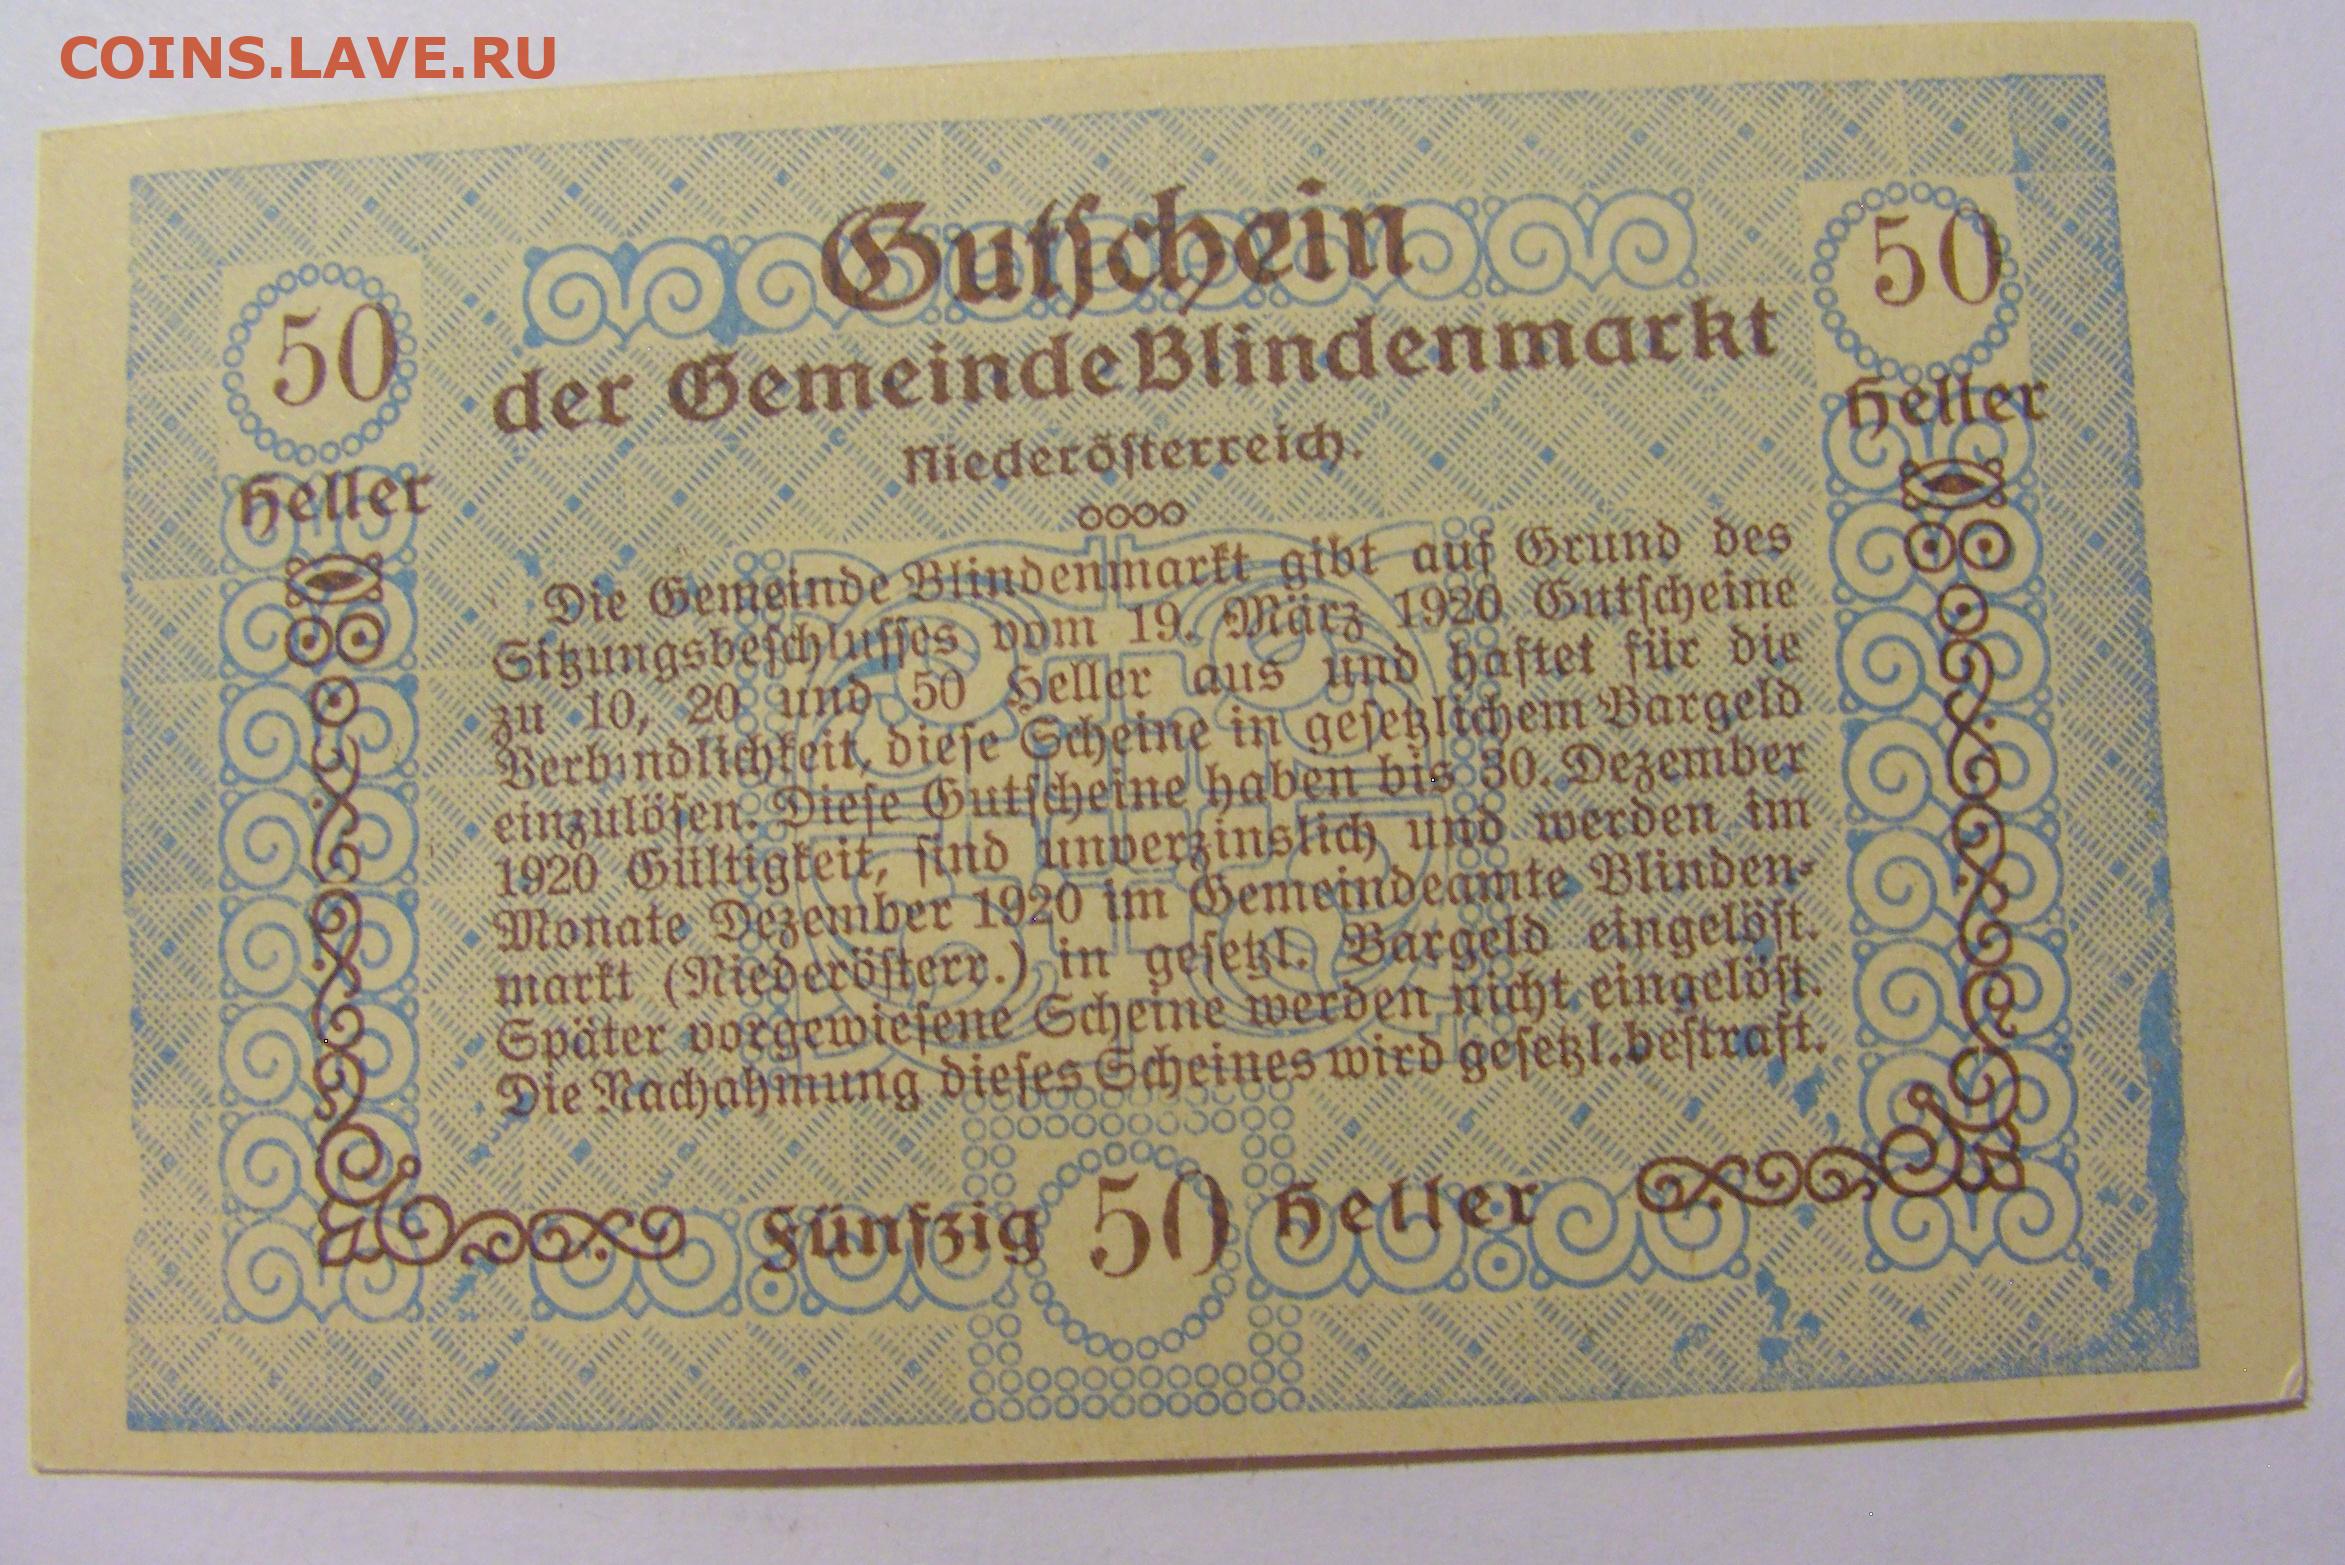 COINS.LAVE.RU
Gutschein
der Gemeinde Blindenmarkt
Niederösterreich.
50
Heller
50
Heller
Die Gemeinde Blindenmarkt gibt auf Grund des
Sitzungsbeschlusses vom 19. März 1920 Gutscheine
zu 10, 20 und 50 Heller aus und haftet für die
Verbindlichkeit, diese Scheine in gesetzlichem Bargeld
einzulösen. Diese Gutscheine haben bis 30. Dezember
1920 Gültigkeit, sind unverzinslich und werden im
Monate Dezember 1920 im Gemeindeamte Blinden-
markt (Niederösterr.) in gesetzl. Bargeld eingelöst.
Später vorgewiesene Scheine werden nicht eingelöst.
Die Nachahmung dieses Scheines wird gesetzl. bestraft.
Fünfzig 50 Heller